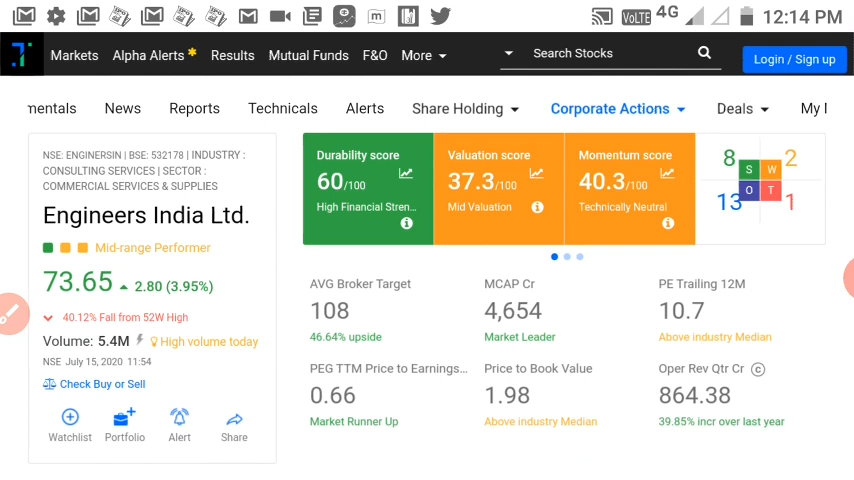 VoLTE 4G 12:14 PM
Markets Alpha Alerts Results Mutual Funds F&O More Search Stocks Login / Sign up
mentals News Reports Technicals Alerts Share Holding Corporate Actions Deals My
NSE: ENGINERSIN | BSE: 532178 | INDUSTRY :
CONSULTING SERVICES | SECTOR :
COMMERCIAL SERVICES & SUPPLIES
Engineers India Ltd.
Mid-range Performer
73.65 2.80 (3.95%)
40.12% Fall from 52W High
Volume: 5.4M High volume today
NSE July 15, 2020 11:54
Check Buy or Sell
Watchlist Portfolio Alert Share
Durability score
60/100
High Financial Stren...
Valuation score
37.3/100
Mid Valuation
Momentum score
40.3/100
Technically Neutral
8 S W 2
13 O T 1
AVG Broker Target
108
46.64% upside
MCAP Cr
4,654
Market Leader
PE Trailing 12M
10.7
Above industry Median
PEG TTM Price to Earnings...
0.66
Market Runner Up
Price to Book Value
1.98
Above industry Median
Oper Rev Qtr Cr
864.38
39.85% incr over last year